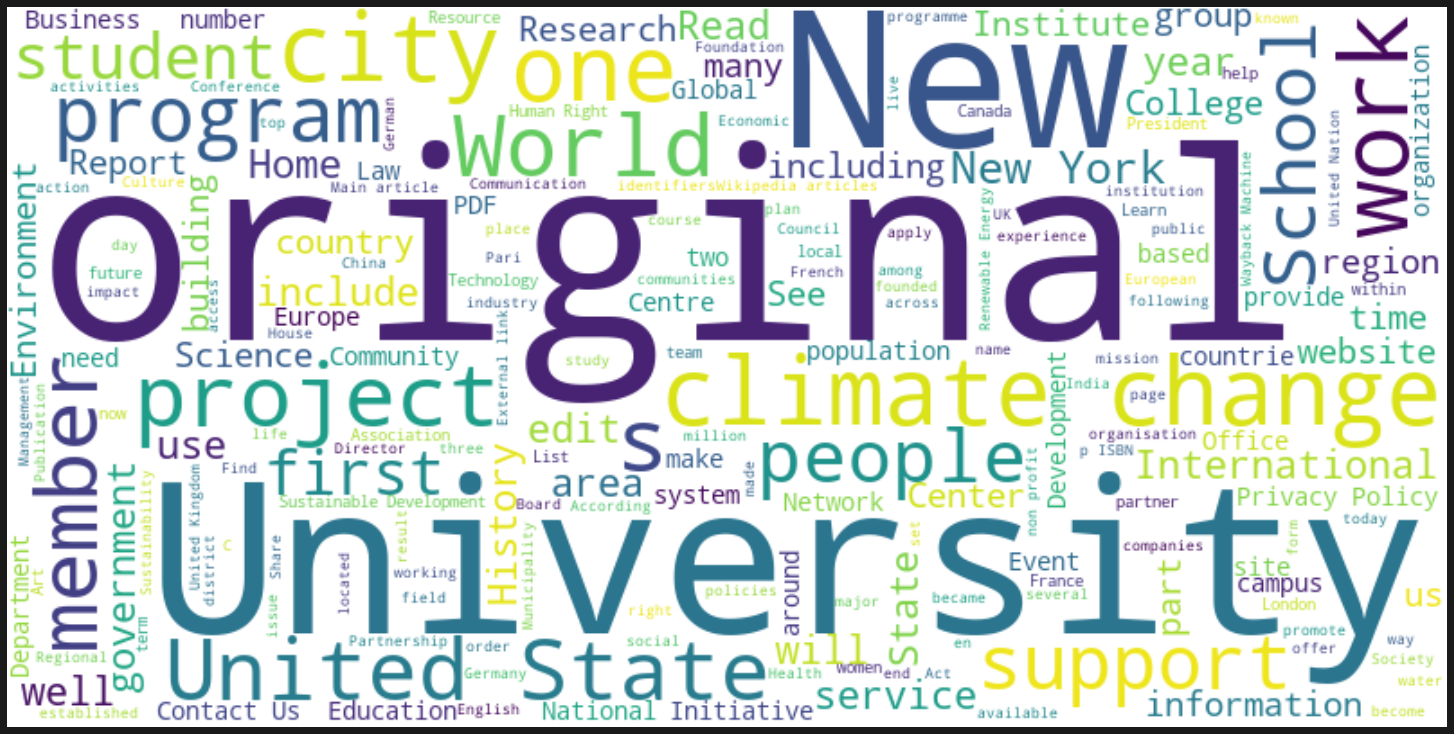 Business number Resource Research Read programme Institute group known
student city one Foundation many New year help School work
activities Conference Global live College organization
program top German Human Right World Economic Canada President
Report Home Law including New York
action Culture Main article Communication identifiersWikipedia articles institution United Nation
original
Environment building PDF course plan Renewable Energy UK Learn Wayback Machine
day country place Council apply experience public
future China Pari two local based region
impact include Technology communities French among European
access Europe industry Centre See founded across following provide within
House External link time
need Science Community study team population name mission countrie website
Management Publication member project climate Development India page change
now life Association edit s million organisation Office
use Director three List make people p ISBN
Find first History area system made Network Center non profit International
Sustainable Development Board According partner Privacy Policy
government Sustainability United Kingdom University today
Department Art district C issue Share located result Municipality set companies form
working around State Event part site
field policies major became France several campus us
term right en London
Regional Partnership order social will promote way
United State Germany Health women end Act support offer Society
well service water
established Contact Us Education English National Initiative available information become